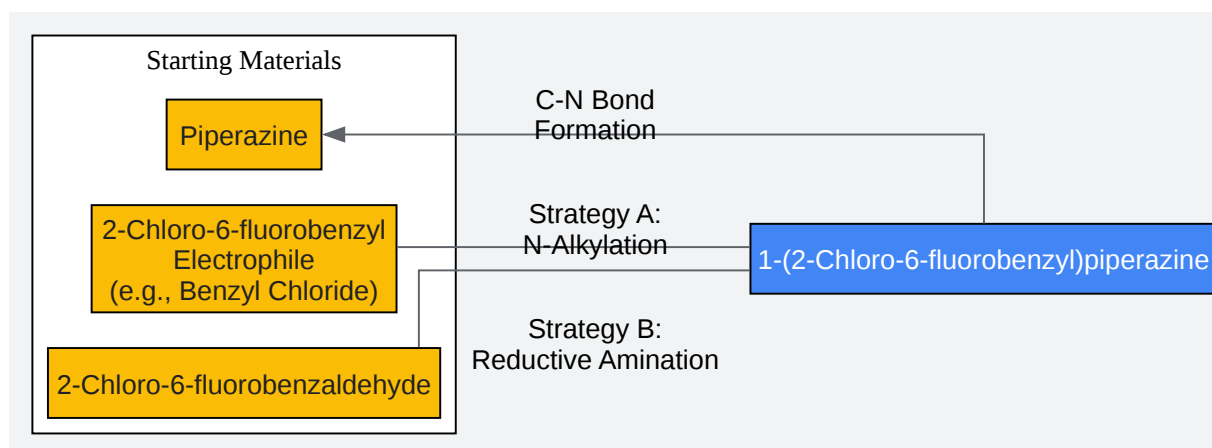 Starting Materials
Piperazine
C-N Bond
Formation
2-Chloro-6-fluorobenzyl
Electrophile
(e.g., Benzyl Chloride)
Strategy A:
N-Alkylation
1-(2-Chloro-6-fluorobenzyl)piperazine
Strategy B:
Reductive Amination
2-Chloro-6-fluorobenzaldehyde